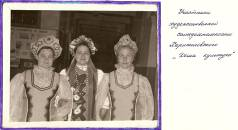 Участники
художественной
самодеятельности
"Дома культуры"